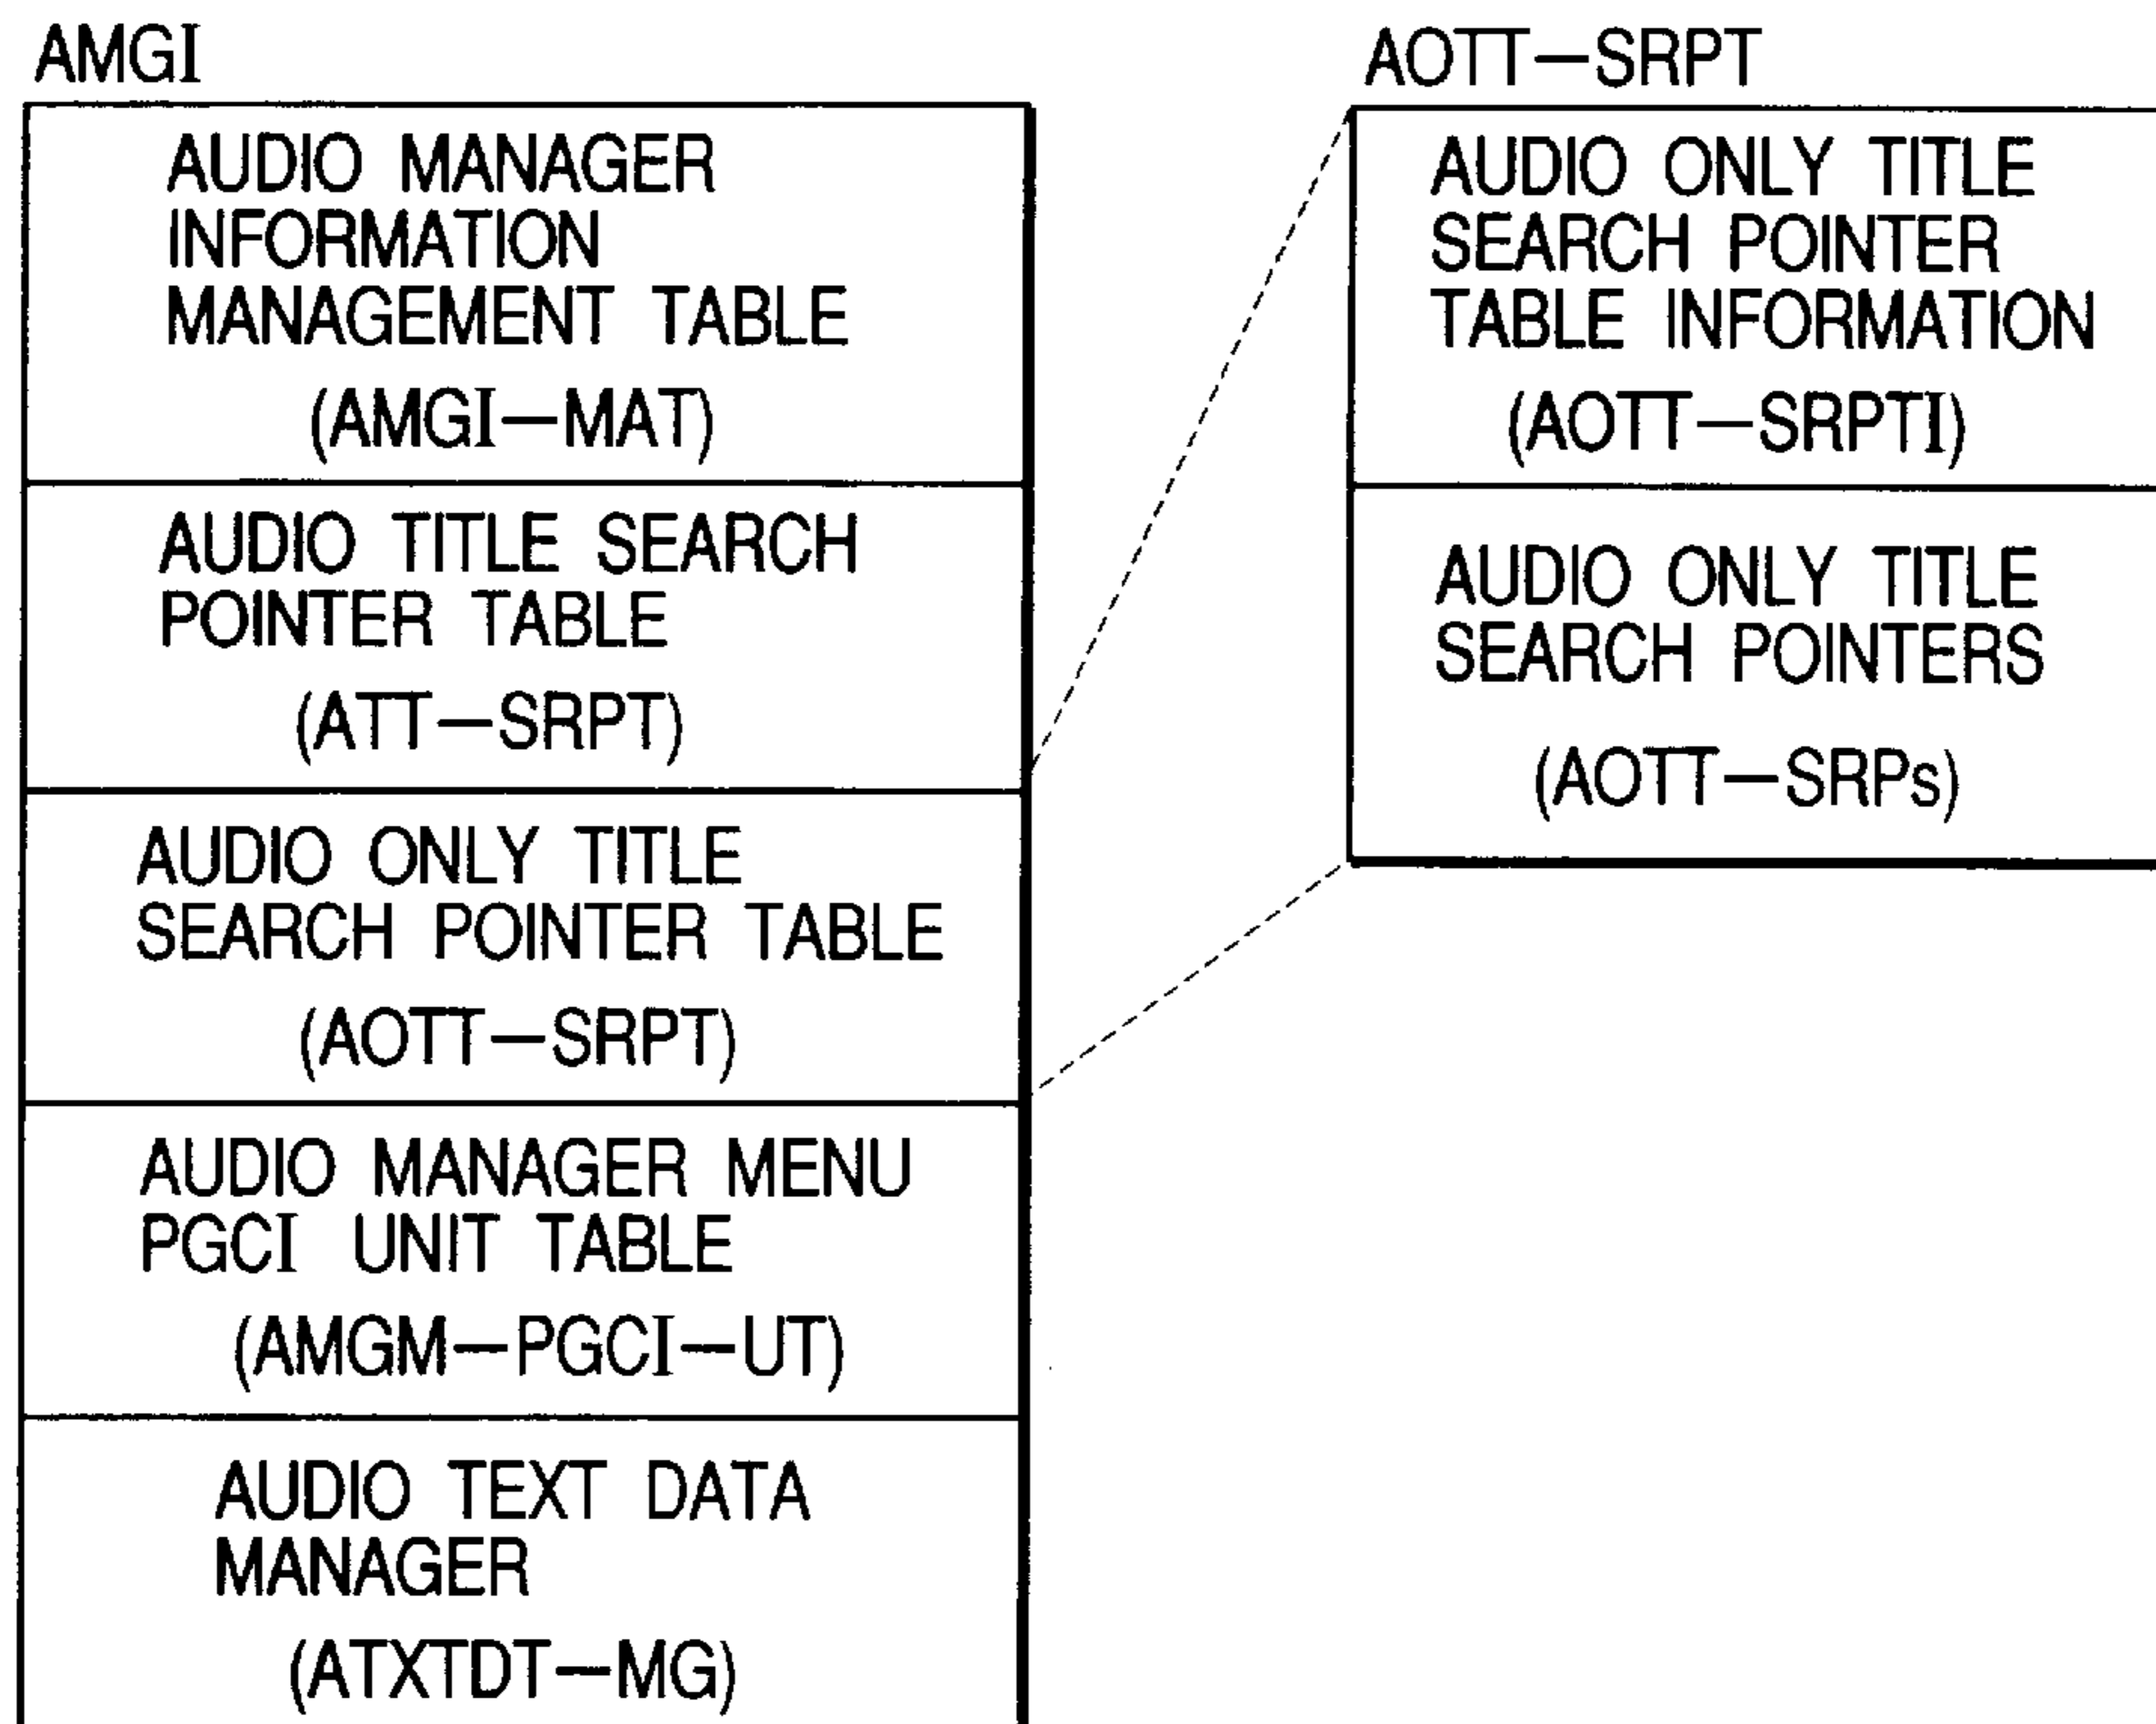 AMGI
AUDIO MANAGER
INFORMATION
MANAGEMENT TABLE
(AMGI—MAT)
AUDIO TITLE SEARCH
POINTER TABLE
(ATT—SRPT)
AUDIO ONLY TITLE
SEARCH POINTER TABLE
(AOTT—SRPT)
AUDIO MANAGER MENU
PGCI UNIT TABLE
(AMGM—PGCI—UT)
AUDIO TEXT DATA
MANAGER
(ATXTDT—MG)
AOTT—SRPT
AUDIO ONLY TITLE
SEARCH POINTER
TABLE INFORMATION
(AOTT—SRPTI)
AUDIO ONLY TITLE
SEARCH POINTERS
(AOTT—SRPs)